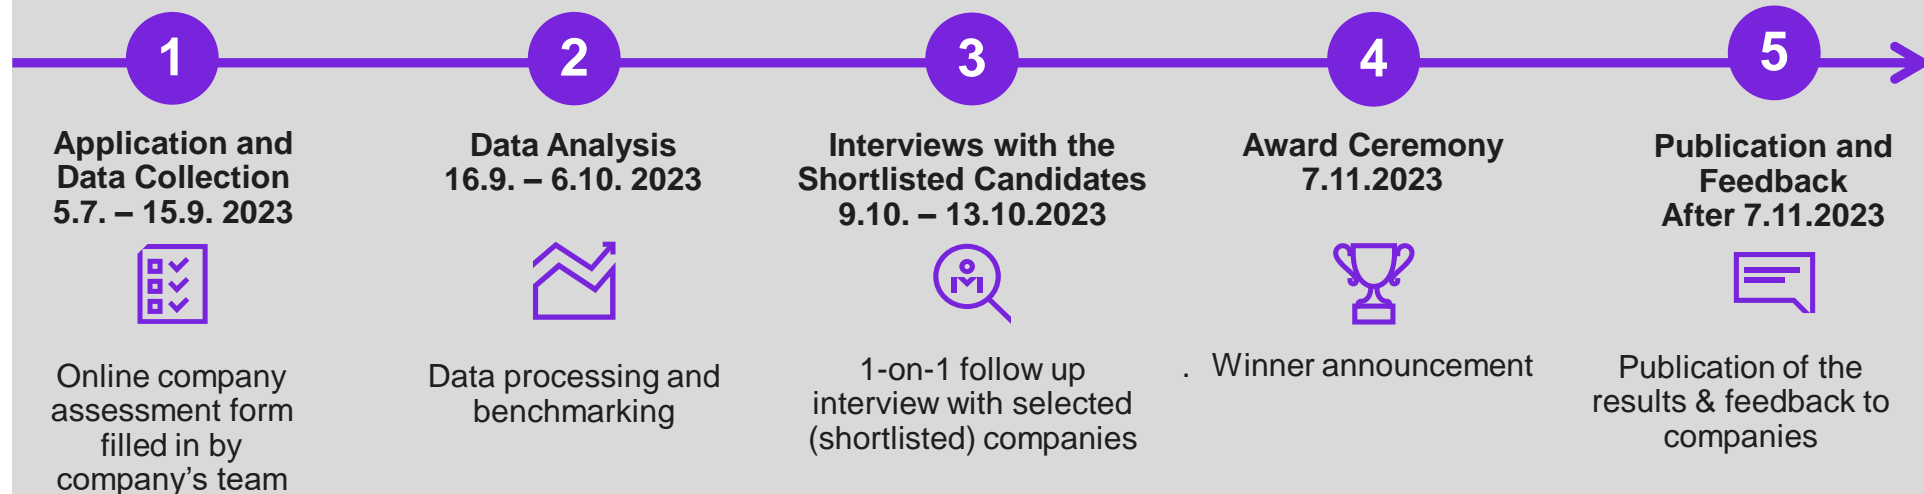 1
Application and
Data Collection
5.7. – 15.9. 2023
Online company
assessment form
filled in by
company’s team
2
Data Analysis
16.9. – 6.10. 2023
Data processing and
benchmarking
3
Interviews with the
Shortlisted Candidates
9.10. – 13.10.2023
1-on-1 follow up
interview with selected
(shortlisted) companies
4
Award Ceremony
7.11.2023
. Winner announcement
5
Publication and
Feedback
After 7.11.2023
Publication of the
results & feedback to
companies